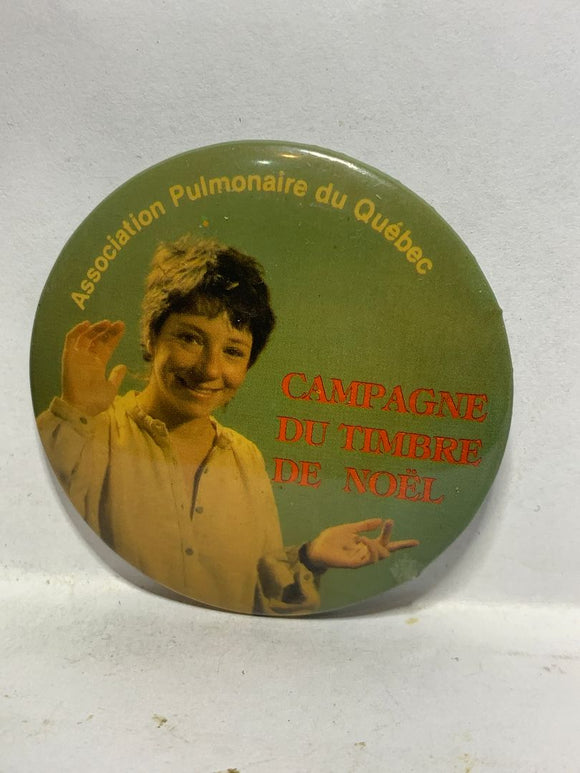 Association Pulmonaire du Québec
CAMPAGNE
DU TIMBRE
DE NOËL